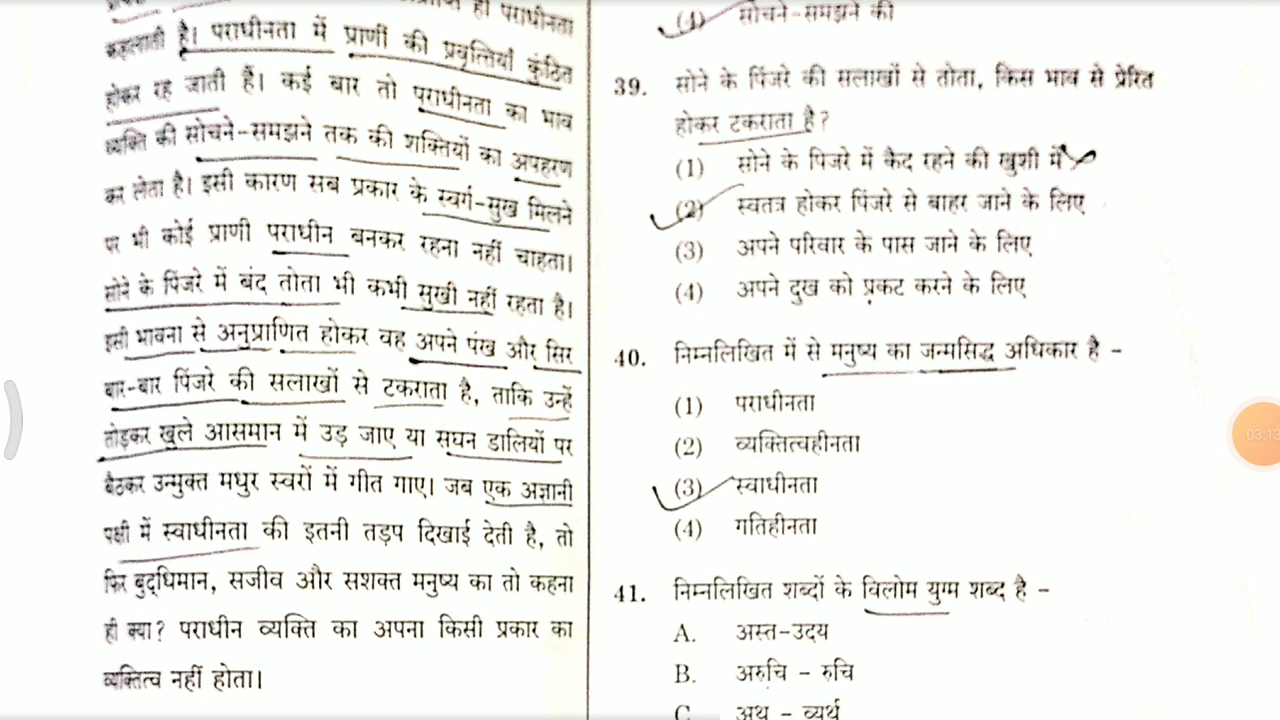 ही पराधीनता
कहलाती है। पराधीनता में प्राणी की प्रवृत्तियाँ कुंठित
होकर रह जाती हैं। कई बार तो पराधीनता का भाव
व्यक्ति की सोचने-समझने तक की शक्तियों का अपहरण
कर लेता है। इसी कारण सब प्रकार के स्वर्ग-सुख मिलने
पर भी कोई प्राणी पराधीन बनकर रहना नहीं चाहता।
सोने के पिंजरे में बंद तोता भी कभी सुखी नहीं रहता है।
इसी भावना से अनुप्राणित होकर वह अपने पंख और सिर
बार-बार पिंजरे की सलाखों से टकराता है, ताकि उन्हें
तोड़कर खुले आसमान में उड़ जाए या सघन डालियों पर
बैठकर उन्मुक्त मधुर स्वरों में गीत गाए। जब एक अज्ञानी
पक्षी में स्वाधीनता की इतनी तड़प दिखाई देती है, तो
फिर बुद्धिमान, सजीव और सशक्त मनुष्य का तो कहना
ही क्या? पराधीन व्यक्ति का अपना किसी प्रकार का
व्यक्तित्व नहीं होता।
(4) सोचने-समझने की
39. सोने के पिंजरे की सलाखों से तोता, किस भाव से प्रेरित
होकर टकराता है?
(1) सोने के पिजरे में कैद रहने की खुशी में
(2) स्वतत्र होकर पिंजरे से बाहर जाने के लिए
(3) अपने परिवार के पास जाने के लिए
(4) अपने दुख को प्रकट करने के लिए
40. निम्नलिखित में से मनुष्य का जन्मसिद्ध अधिकार है -
(1) पराधीनता
(2) व्यक्तित्वहीनता
(3) स्वाधीनता
(4) गतिहीनता
41. निम्नलिखित शब्दों के विलोम युग्म शब्द है -
A. अस्त-उदय
B. अरुचि - रुचि
C अथ - व्यर्थ
03:13